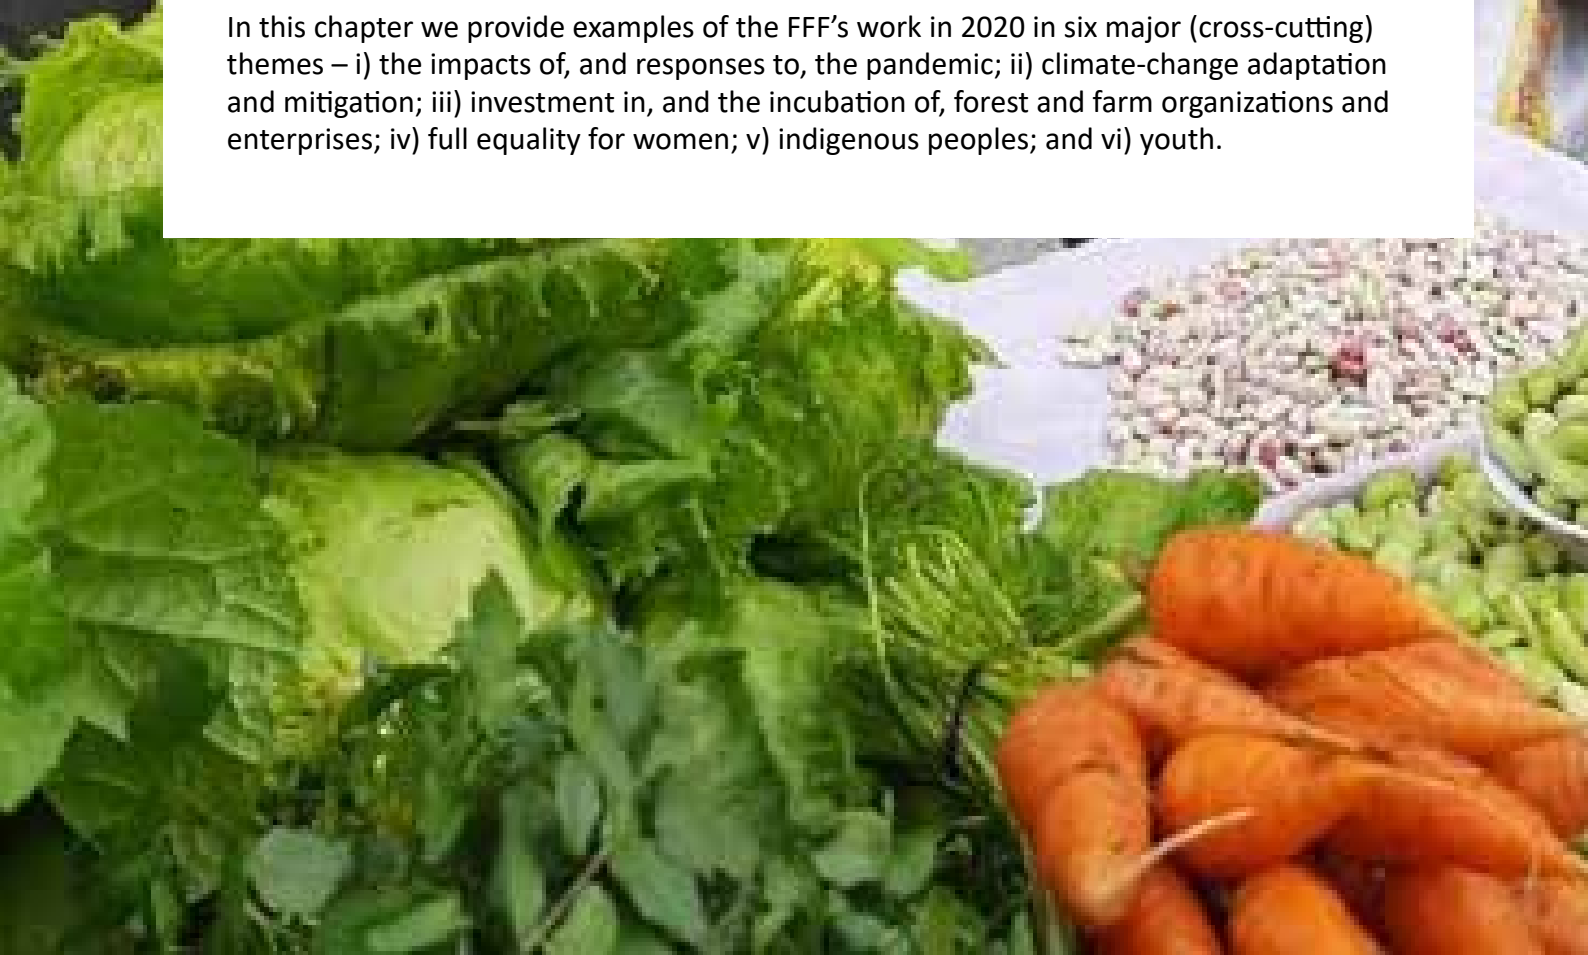 In this chapter we provide examples of the FFF’s work in 2020 in six major (cross-cutting)
themes – i) the impacts of, and responses to, the pandemic; ii) climate-change adaptation
and mitigation; iii) investment in, and the incubation of, forest and farm organizations and
enterprises; iv) full equality for women; v) indigenous peoples; and vi) youth.